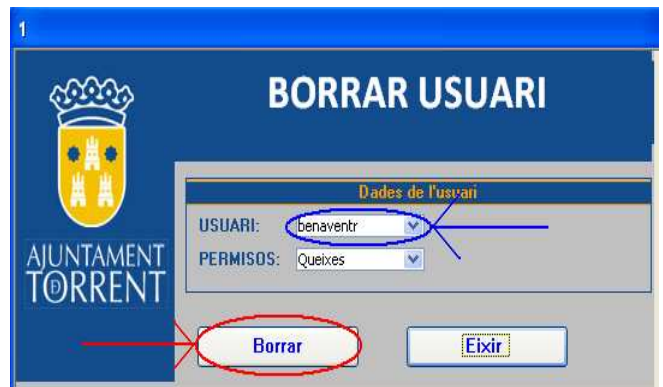 1
BORRAR USUARI
Dades de l'usuari
USUARI: benaventr
PERMISOS: Queixes
AJUNTAMENT
TORRENT
Borrar
Eixir